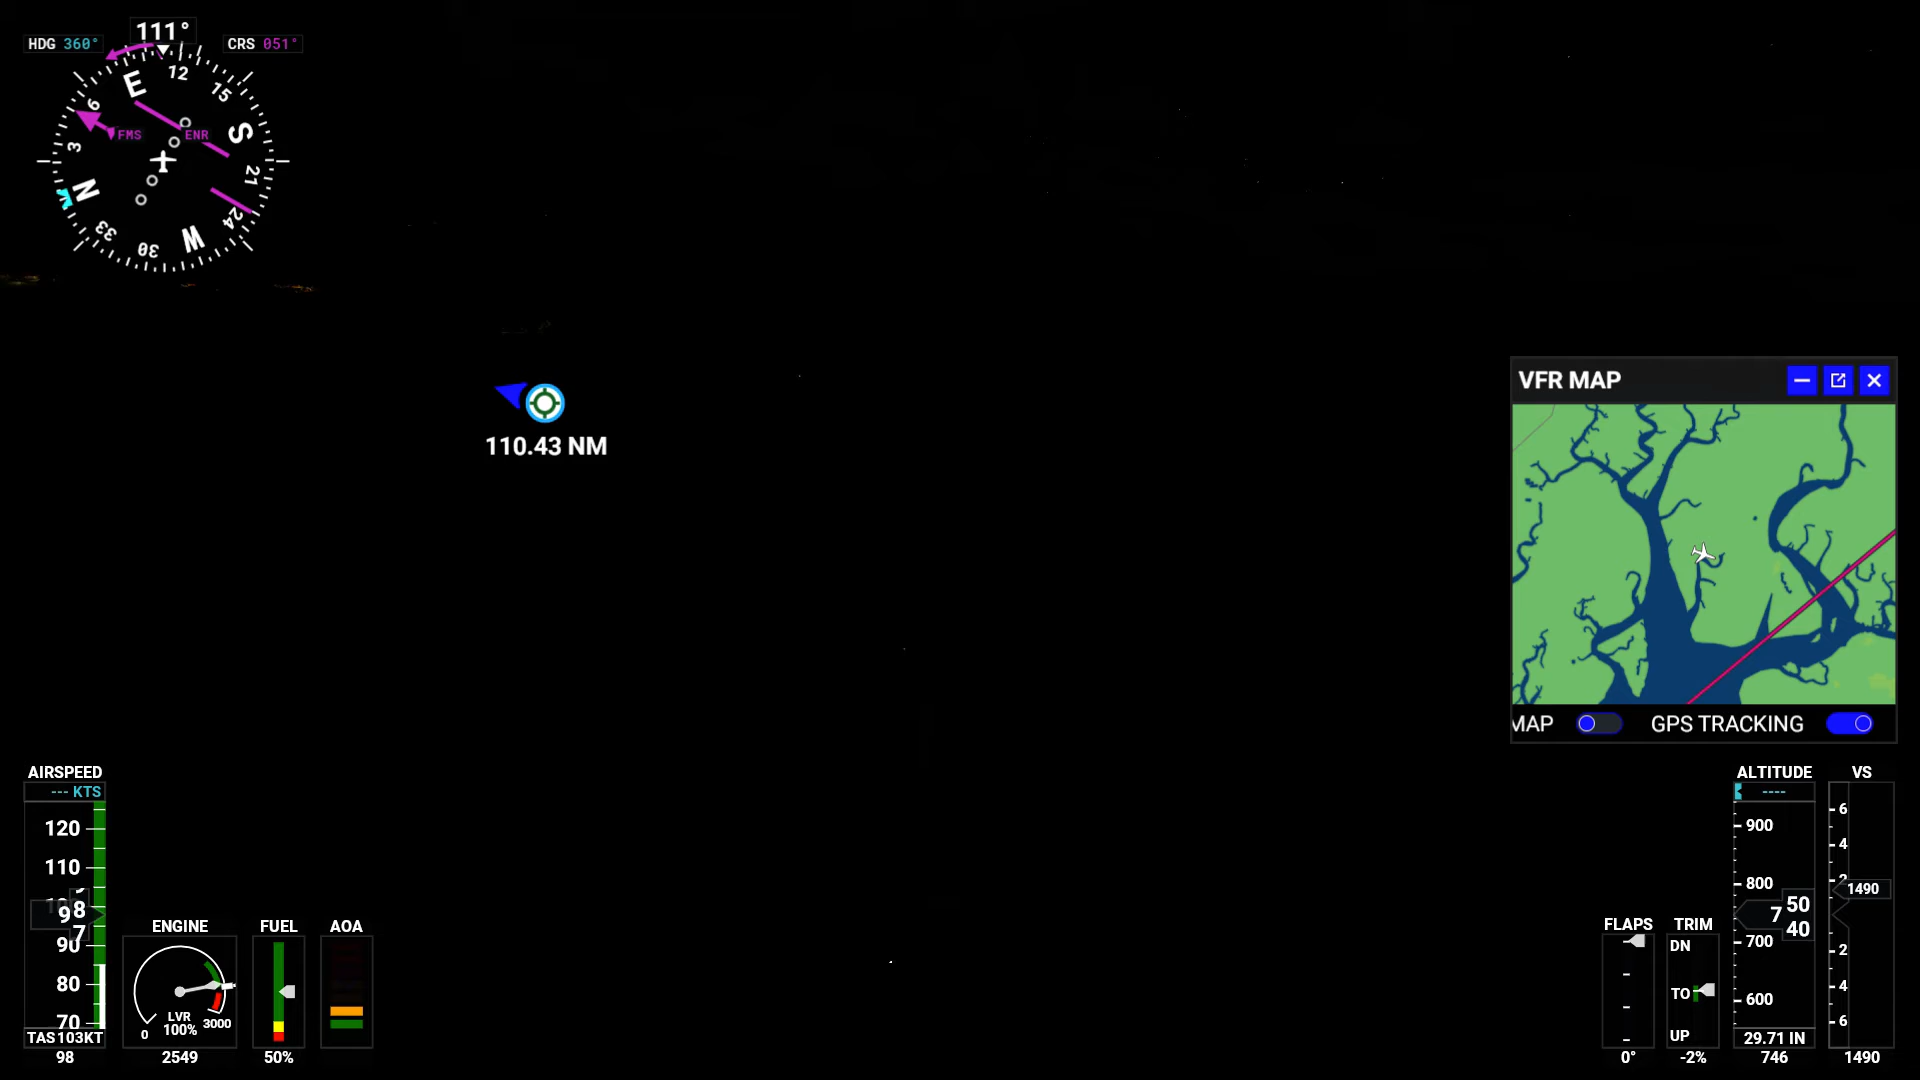 HDG 360°
111°
CRS 051°
12
E
15
6
S
FMS
ENR
3
21
N
24
33
30
W
110.43 NM
VFR MAP
MAP
GPS TRACKING
AIRSPEED
--- KTS
120
110
98
7
90
80
70
TAS 103KT
98
ENGINE
LVR
100%
0
3000
2549
FUEL
50%
AOA
FLAPS
0°
TRIM
DN
TO
UP
-2%
ALTITUDE
----
900
800
7 50
40
700
600
29.71 IN
746
VS
6
4
2
1490
2
4
6
1490